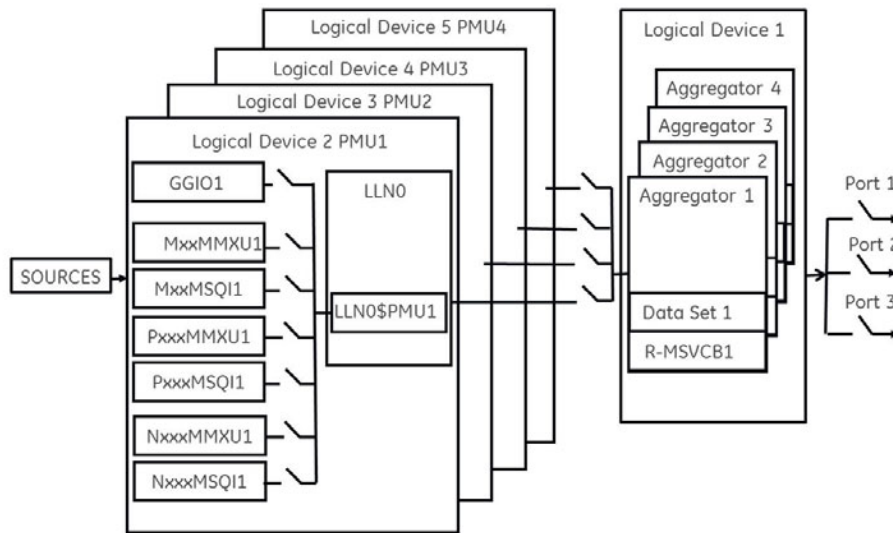 Logical Device 5 PMU4
Logical Device 4 PMU3
Logical Device 3 PMU2
Logical Device 2 PMU1
GGIO1
MxxMMXU1
MxxMSQI1
PxxxMMXU1
PxxxMSQI1
NxxxMMXU1
NxxxMSQI1
LLN0
LLN0$PMU1
SOURCES
Logical Device 1
Aggregator 4
Aggregator 3
Aggregator 2
Aggregator 1
Data Set 1
R-MSVCB1
Port 1
Port 2
Port 3